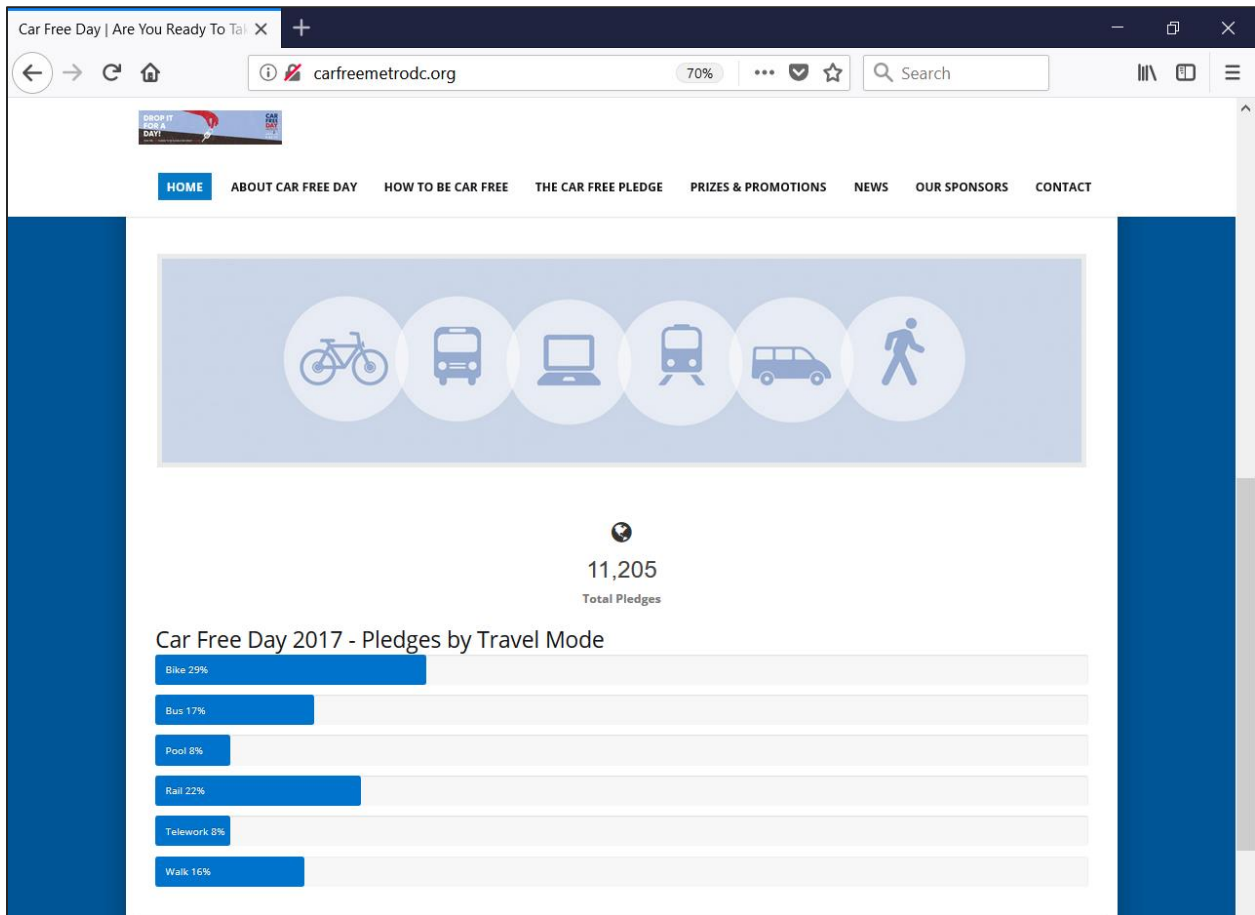 Car Free Day | Are You Ready To Tak
carfreemetrodc.org
70%
Search
DROP IT
FOR A
DAY!
CAR
FREE
DAY
HOME ABOUT CAR FREE DAY HOW TO BE CAR FREE THE CAR FREE PLEDGE PRIZES & PROMOTIONS NEWS OUR SPONSORS CONTACT
11,205
Total Pledges
Car Free Day 2017 - Pledges by Travel Mode
Bike 29%
Bus 17%
Pool 8%
Rail 22%
Telework 8%
Walk 16%